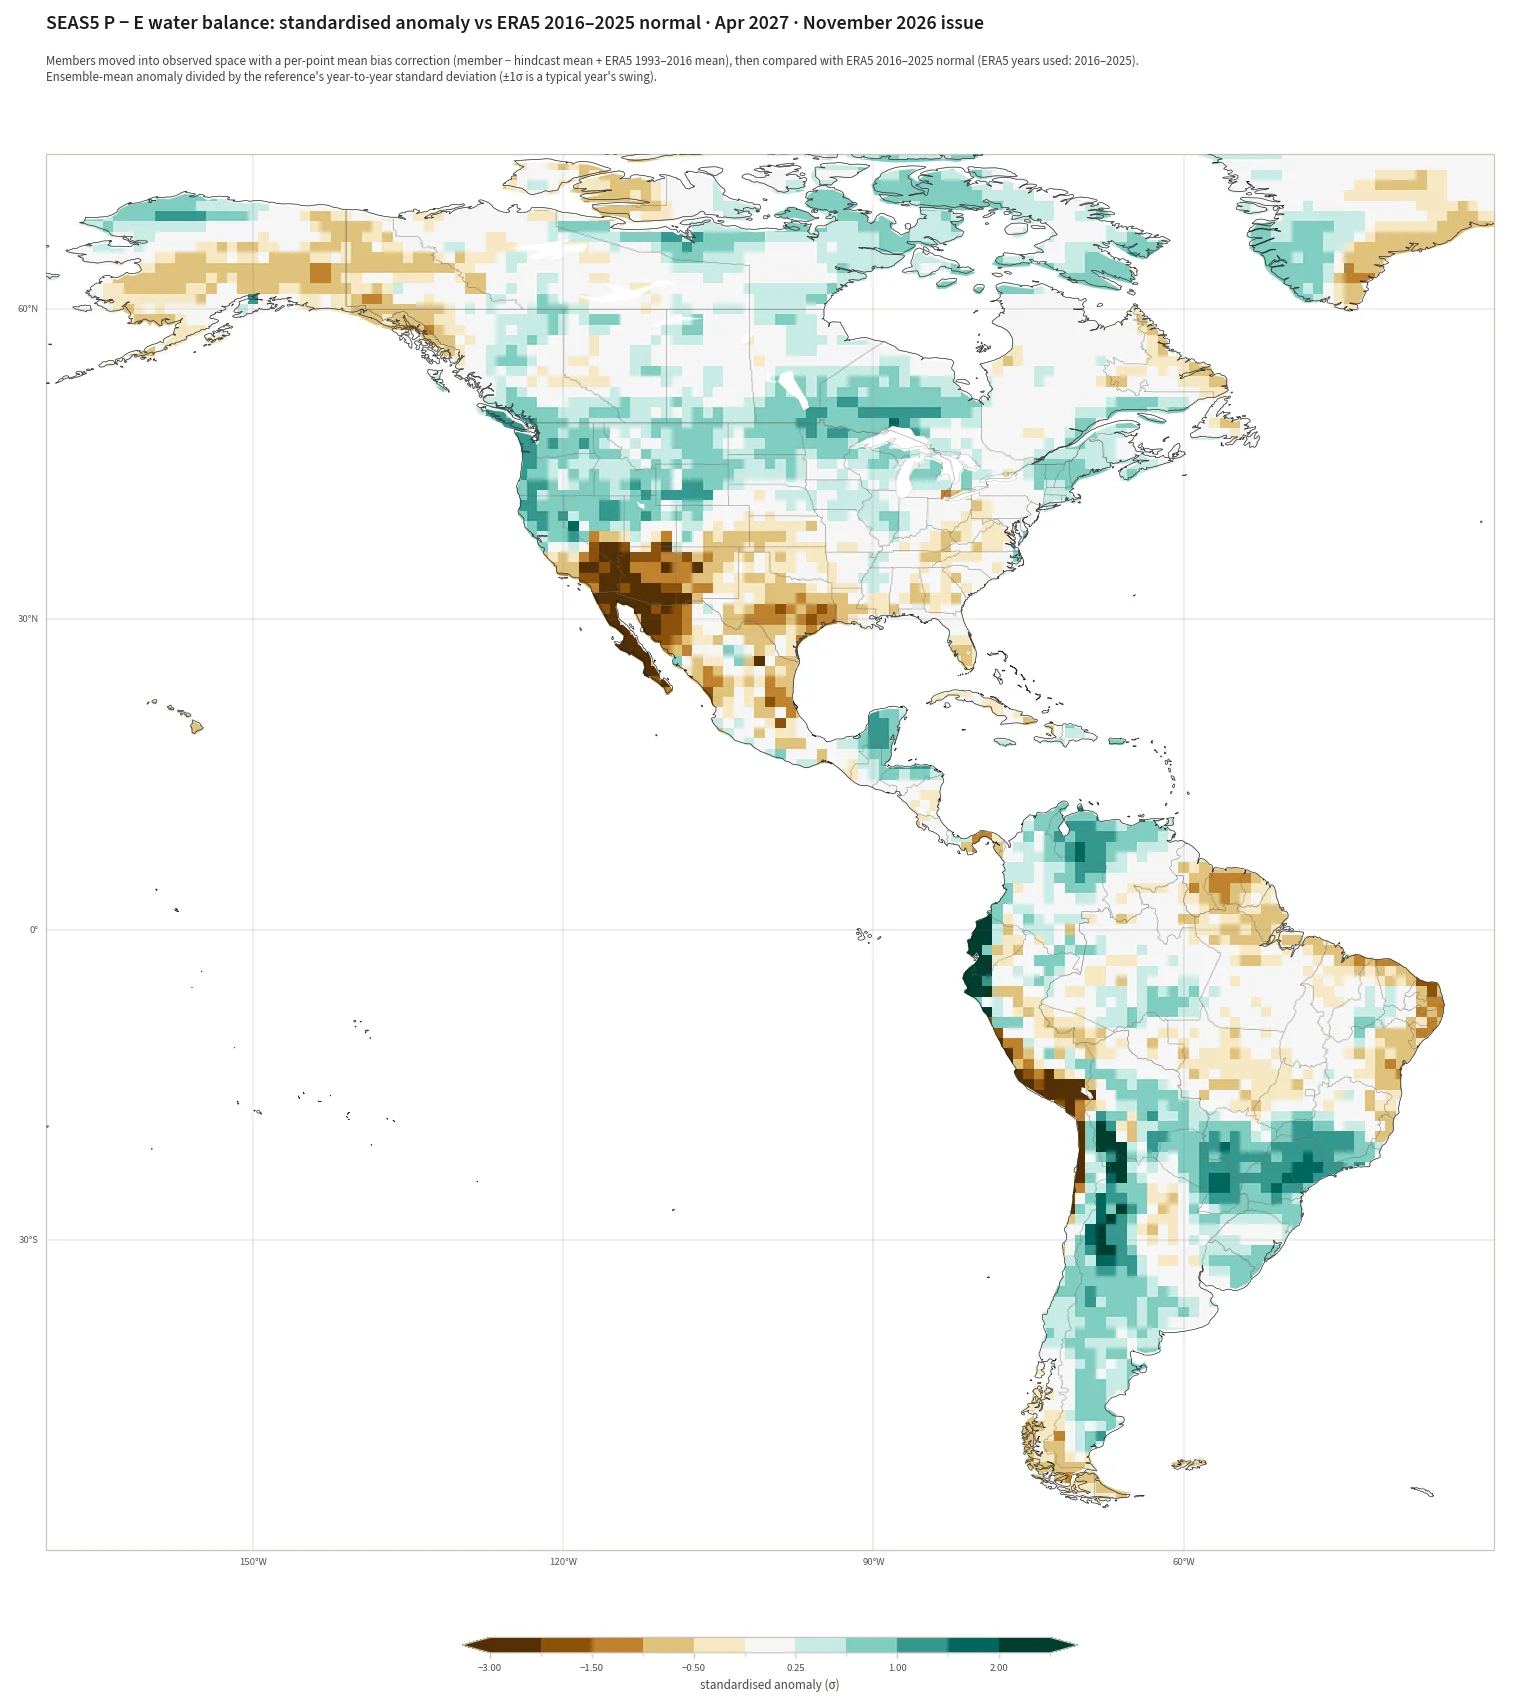 SEAS5 P − E water balance: standardised anomaly vs ERA5 2016–2025 normal · Apr 2027 · November 2026 issue
Members moved into observed space with a per-point mean bias correction (member − hindcast mean + ERA5 1993–2016 mean), then compared with ERA5 2016–2025 normal (ERA5 years used: 2016–2025).
Ensemble-mean anomaly divided by the reference's year-to-year standard deviation (±1σ is a typical year's swing).
60°N
30°N
0°
30°S
150°W
120°W
90°W
60°W
−3.00
−1.50
−0.50
0.25
1.00
2.00
standardised anomaly (σ)